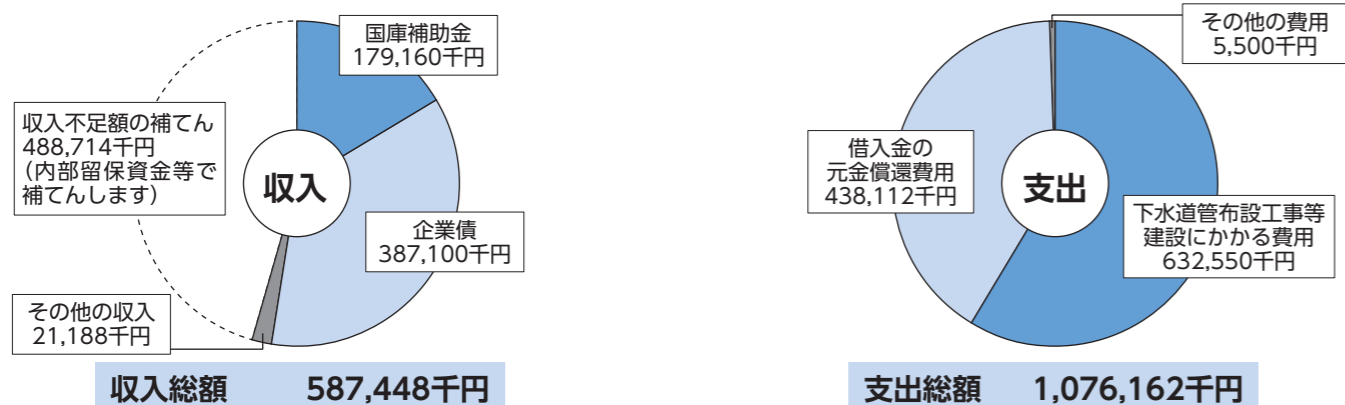 国庫補助金
179,160千円
収入不足額の補てん
488,714千円
（内部留保資金等で
補てんします）
収入
企業債
387,100千円
その他の収入
21,188千円
収入総額 587,448千円
その他の費用
5,500千円
借入金の
元金償還費用
438,112千円
支出
下水道管布設工事等
建設にかかる費用
632,550千円
支出総額 1,076,162千円